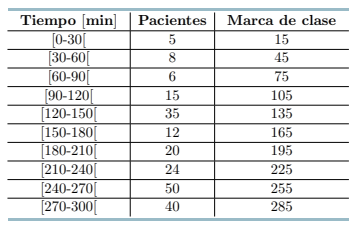 Tiempo [min] Pacientes Marca de clase
[0-30[ 5 15
[30-60[ 8 45
[60-90[ 6 75
[90-120[ 15 105
[120-150[ 35 135
[150-180[ 12 165
[180-210[ 20 195
[210-240[ 24 225
[240-270[ 50 255
[270-300[ 40 285